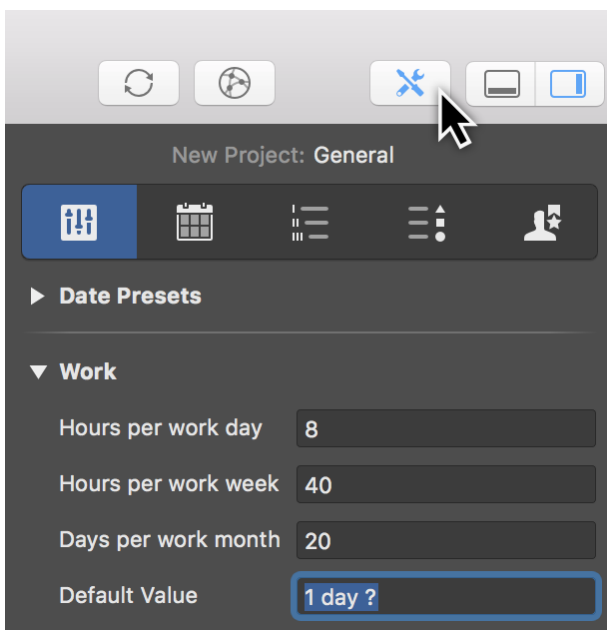 New Project: General
Date Presets
Work
Hours per work day 8
Hours per work week 40
Days per work month 20
Default Value 1 day ?